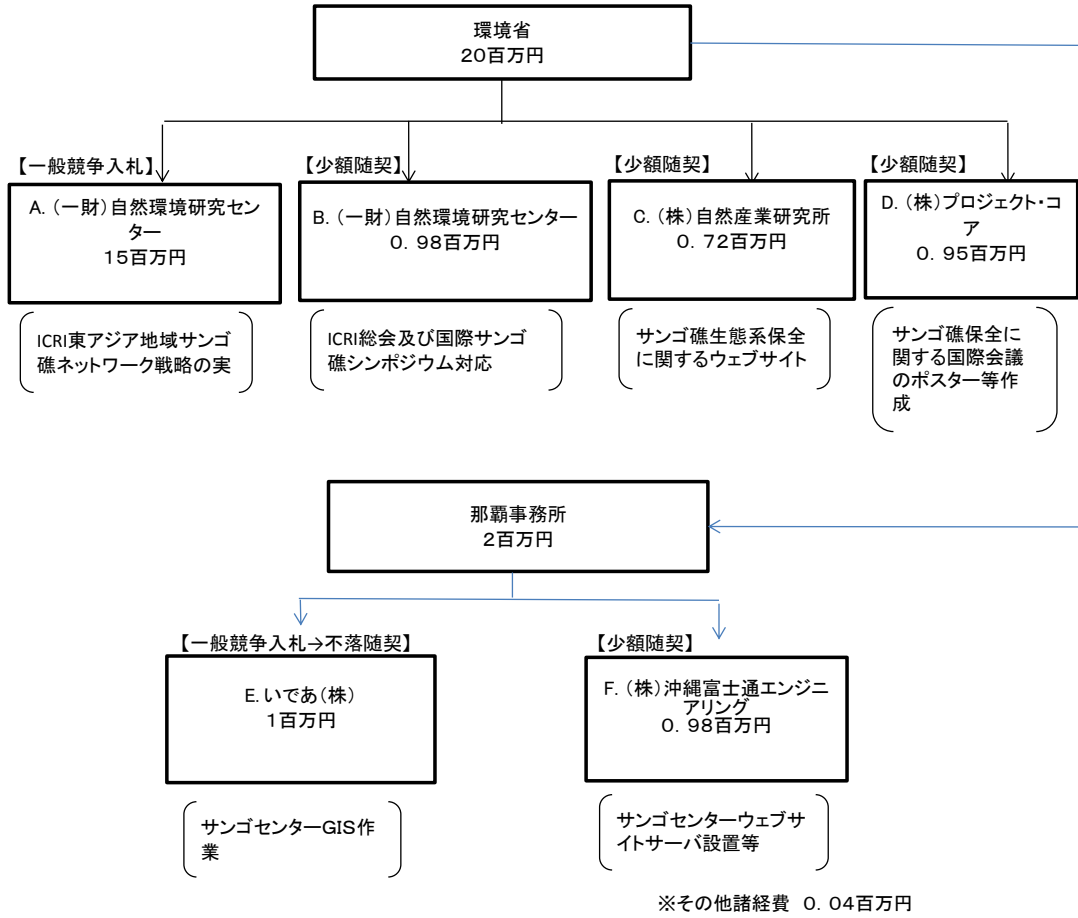 環境省
20百万円
【一般競争入札】
A. （一財）自然環境研究セン
ター
15百万円
ICRI東アジア地域サンゴ
礁ネットワーク戦略の実
【少額随契】
B. （一財）自然環境研究センター
０．98百万円
ICRI総会及び国際サンゴ
礁シンポジウム対応
【少額随契】
C. （株）自然産業研究所
０．72百万円
サンゴ礁生態系保全
に関するウェブサイト
【少額随契】
D. （株）プロジェクト・コ
ア
０．95百万円
サンゴ礁保全に
関する国際会議
のポスター等作
成
那覇事務所
２百万円
【一般競争入札→不落随契】
E. いであ（株）
１百万円
サンゴセンターGIS作
業
【少額随契】
F. （株）沖縄富士通エンジニ
アリング
０．98百万円
サンゴセンターウェブサ
イトサーバ設置等
※その他諸経費　０．04百万円